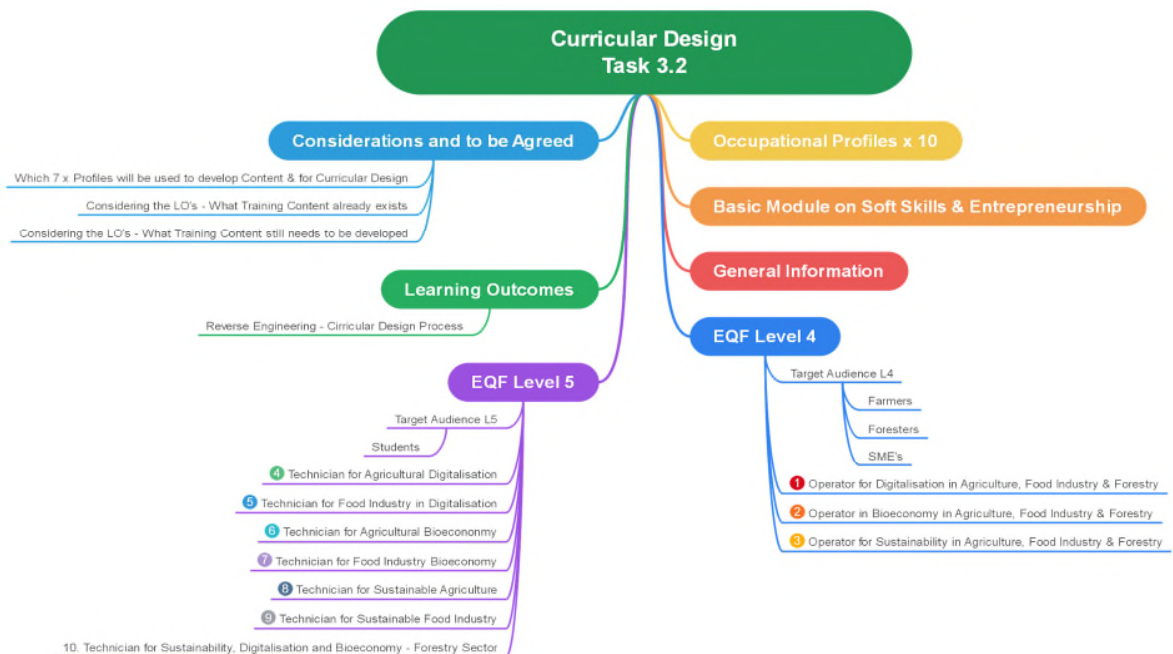 Curricular Design
Task 3.2
Considerations and to be Agreed
Which 7 x Profiles will be used to develop Content & for Curricular Design
Considering the LO's - What Training Content already exists
Considering the LO's - What Training Content still needs to be developed
Learning Outcomes
Reverse Engineering - Cirricular Design Process
EQF Level 5
Target Audience L5
Students
4 Technician for Agricultural Digitalisation
5 Technician for Food Industry in Digitalisation
6 Technician for Agricultural Bioeconomny
7 Technician for Food Industry Bioeconomy
8 Technician for Sustainable Agriculture
9 Technician for Sustainable Food Industry
10. Technician for Sustainability, Digitalisation and Bioeconomy - Forestry Sector
Occupational Profiles x 10
Basic Module on Soft Skills & Entrepreneurship
General Information
EQF Level 4
Target Audience L4
Farmers
Foresters
SME's
1 Operator for Digitalisation in Agriculture, Food Industry & Forestry
2 Operator in Bioeconomy in Agriculture, Food Industry & Forestry
3 Operator for Sustainability in Agriculture, Food Industry & Forestry